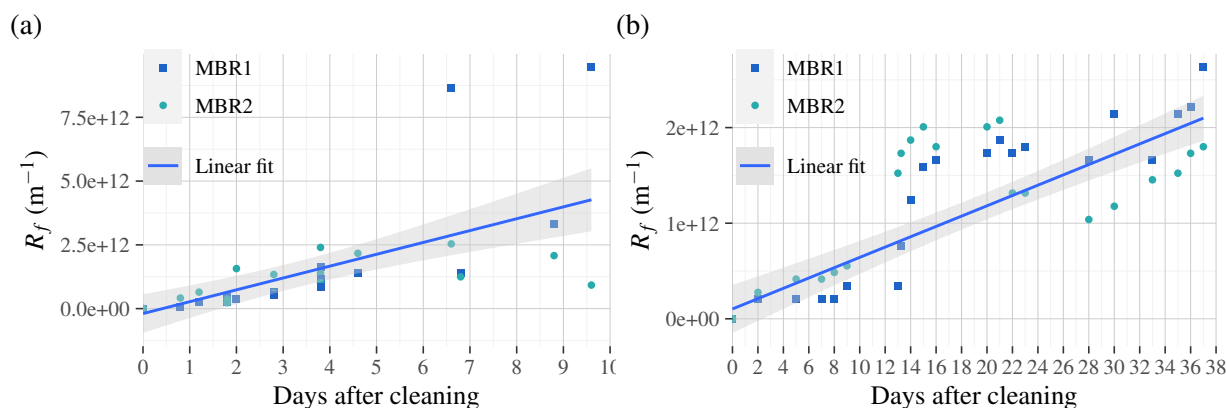 (a)
MBR1
MBR2
Linear fit
7.5e+12
5.0e+12
2.5e+12
0.0e+00
R_f (m⁻¹)
0 1 2 3 4 5 6 7 8 9 10
Days after cleaning
(b)
MBR1
MBR2
Linear fit
2e+12
1e+12
0e+00
R_f (m⁻¹)
0 2 4 6 8 10 12 14 16 18 20 22 24 26 28 30 32 34 36 38
Days after cleaning